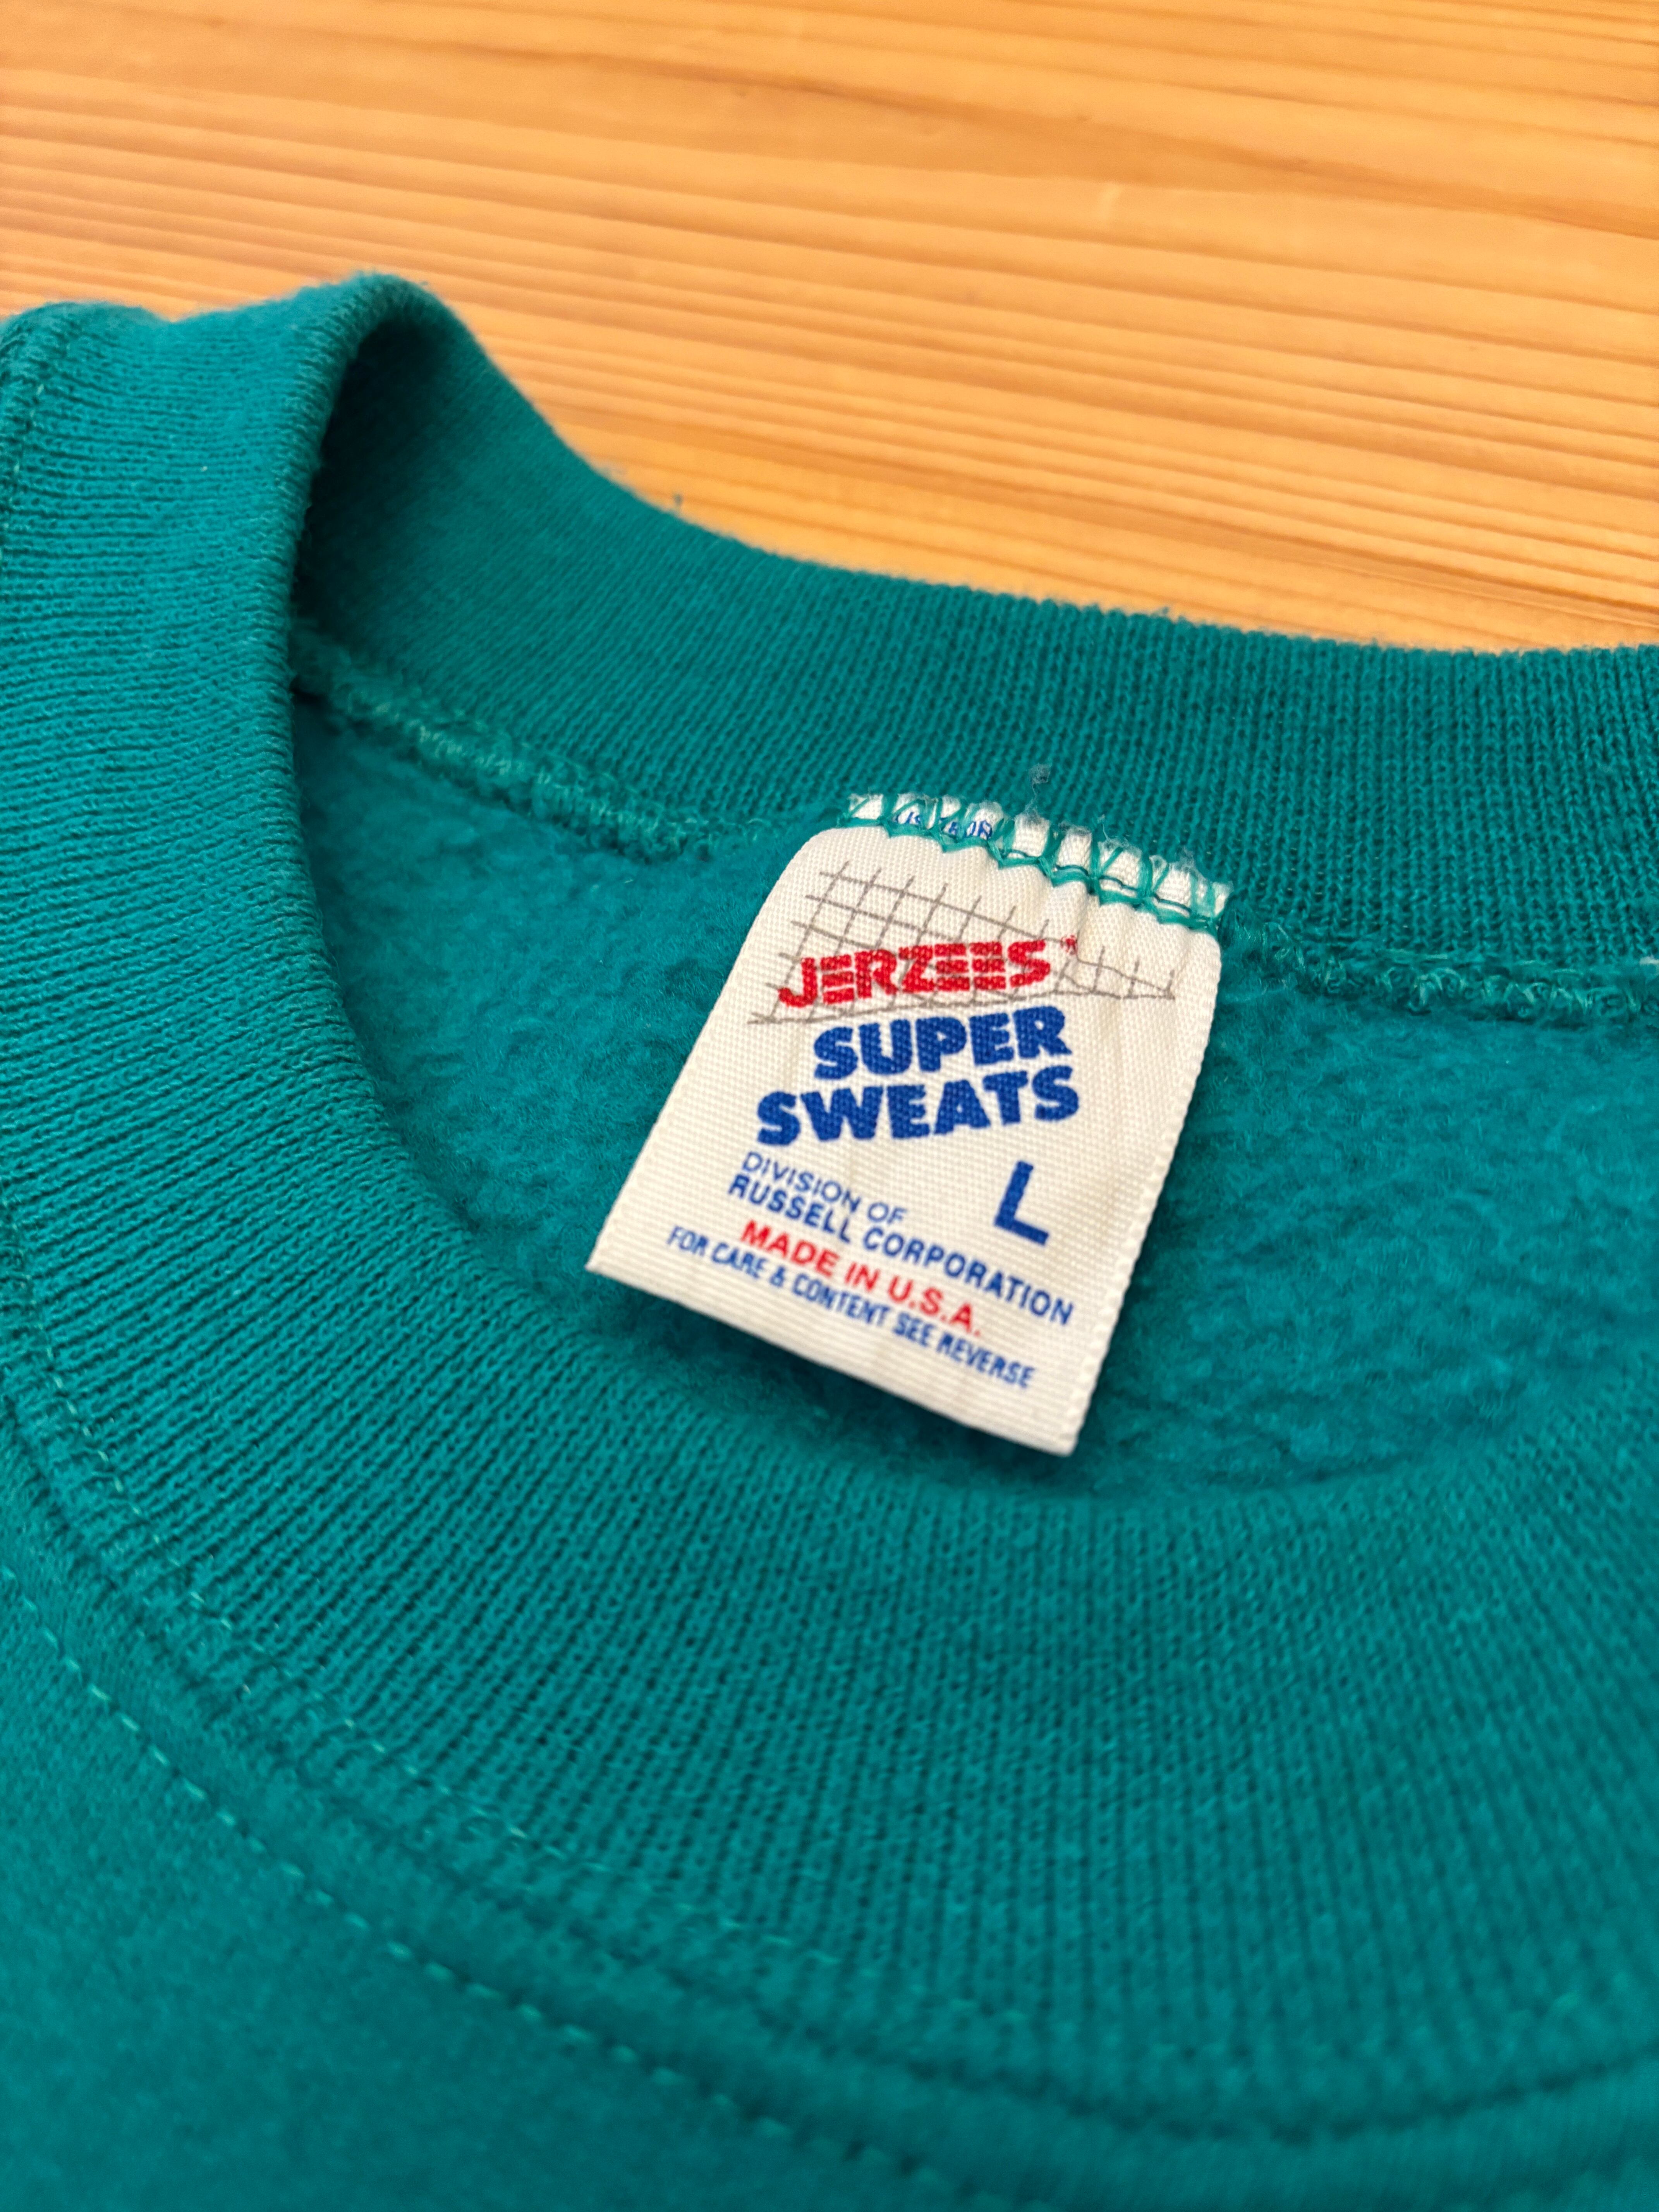 JERZEES
SUPER
SWEATS
L
DIVISION OF
RUSSELL CORPORATION
MADE IN U.S.A.
FOR CARE & CONTENT SEE REVERSE